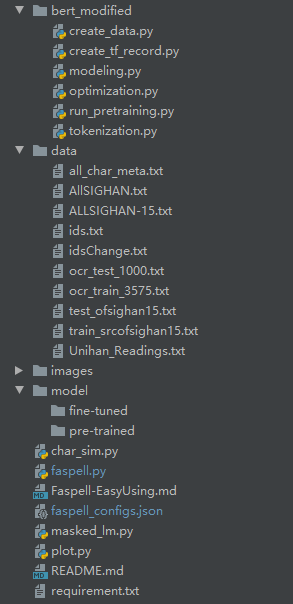 bert_modified
create_data.py
create_tf_record.py
modeling.py
optimization.py
run_pretraining.py
tokenization.py
data
all_char_meta.txt
AllSIGHAN.txt
ALLSIGHAN-15.txt
ids.txt
idsChange.txt
ocr_test_1000.txt
ocr_train_3575.txt
test_ofsighan15.txt
train_srcofsighan15.txt
Unihan_Readings.txt
images
model
fine-tuned
pre-trained
char_sim.py
faspell.py
Faspell-EasyUsing.md
faspell_configs.json
masked_lm.py
plot.py
README.md
requirement.txt